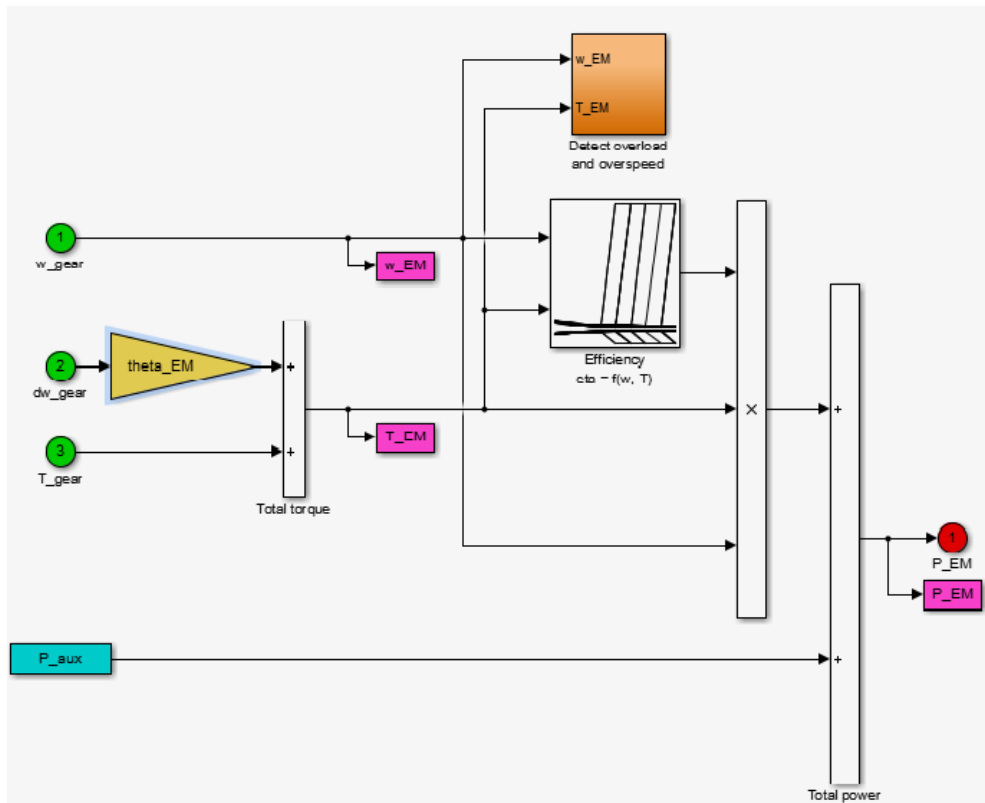 w_EM
T_EM
Detect overload
and overspeed
1
w_gear
w_EM
Efficiency
eta = f(w, T)
2
dw_gear
theta_EM
+
×
+
T_EM
3
T_gear
+
Total torque
1
P_EM
P_EM
P_aux
+
Total power